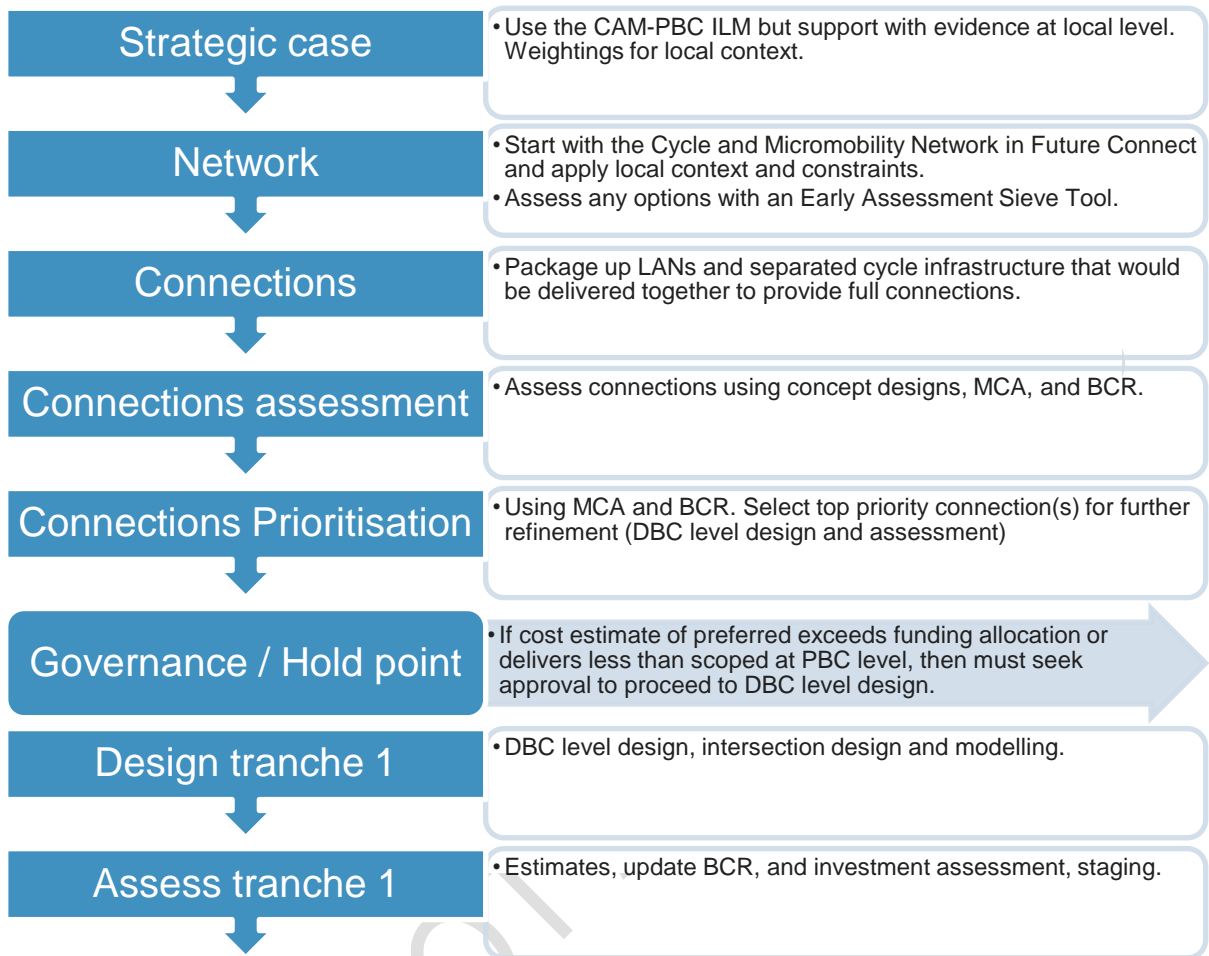 Strategic case
• Use the CAM-PBC ILM but support with evidence at local level.
Weightings for local context.
Network
• Start with the Cycle and Micromobility Network in Future Connect
and apply local context and constraints.
• Assess any options with an Early Assessment Sieve Tool.
Connections
• Package up LANs and separated cycle infrastructure that would
be delivered together to provide full connections.
Connections assessment
• Assess connections using concept designs, MCA, and BCR.
Connections Prioritisation
• Using MCA and BCR. Select top priority connection(s) for further
refinement (DBC level design and assessment)
Governance / Hold point
• If cost estimate of preferred exceeds funding allocation or
delivers less than scoped at PBC level, then must seek
approval to proceed to DBC level design.
Design tranche 1
• DBC level design, intersection design and modelling.
Assess tranche 1
• Estimates, update BCR, and investment assessment, staging.